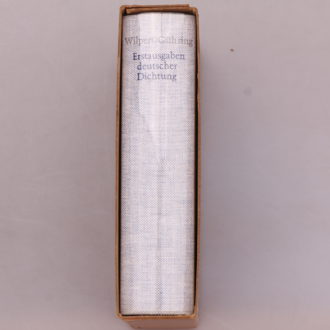 Wilpert/Gühring
Erstausgaben
deutscher
Dichtung